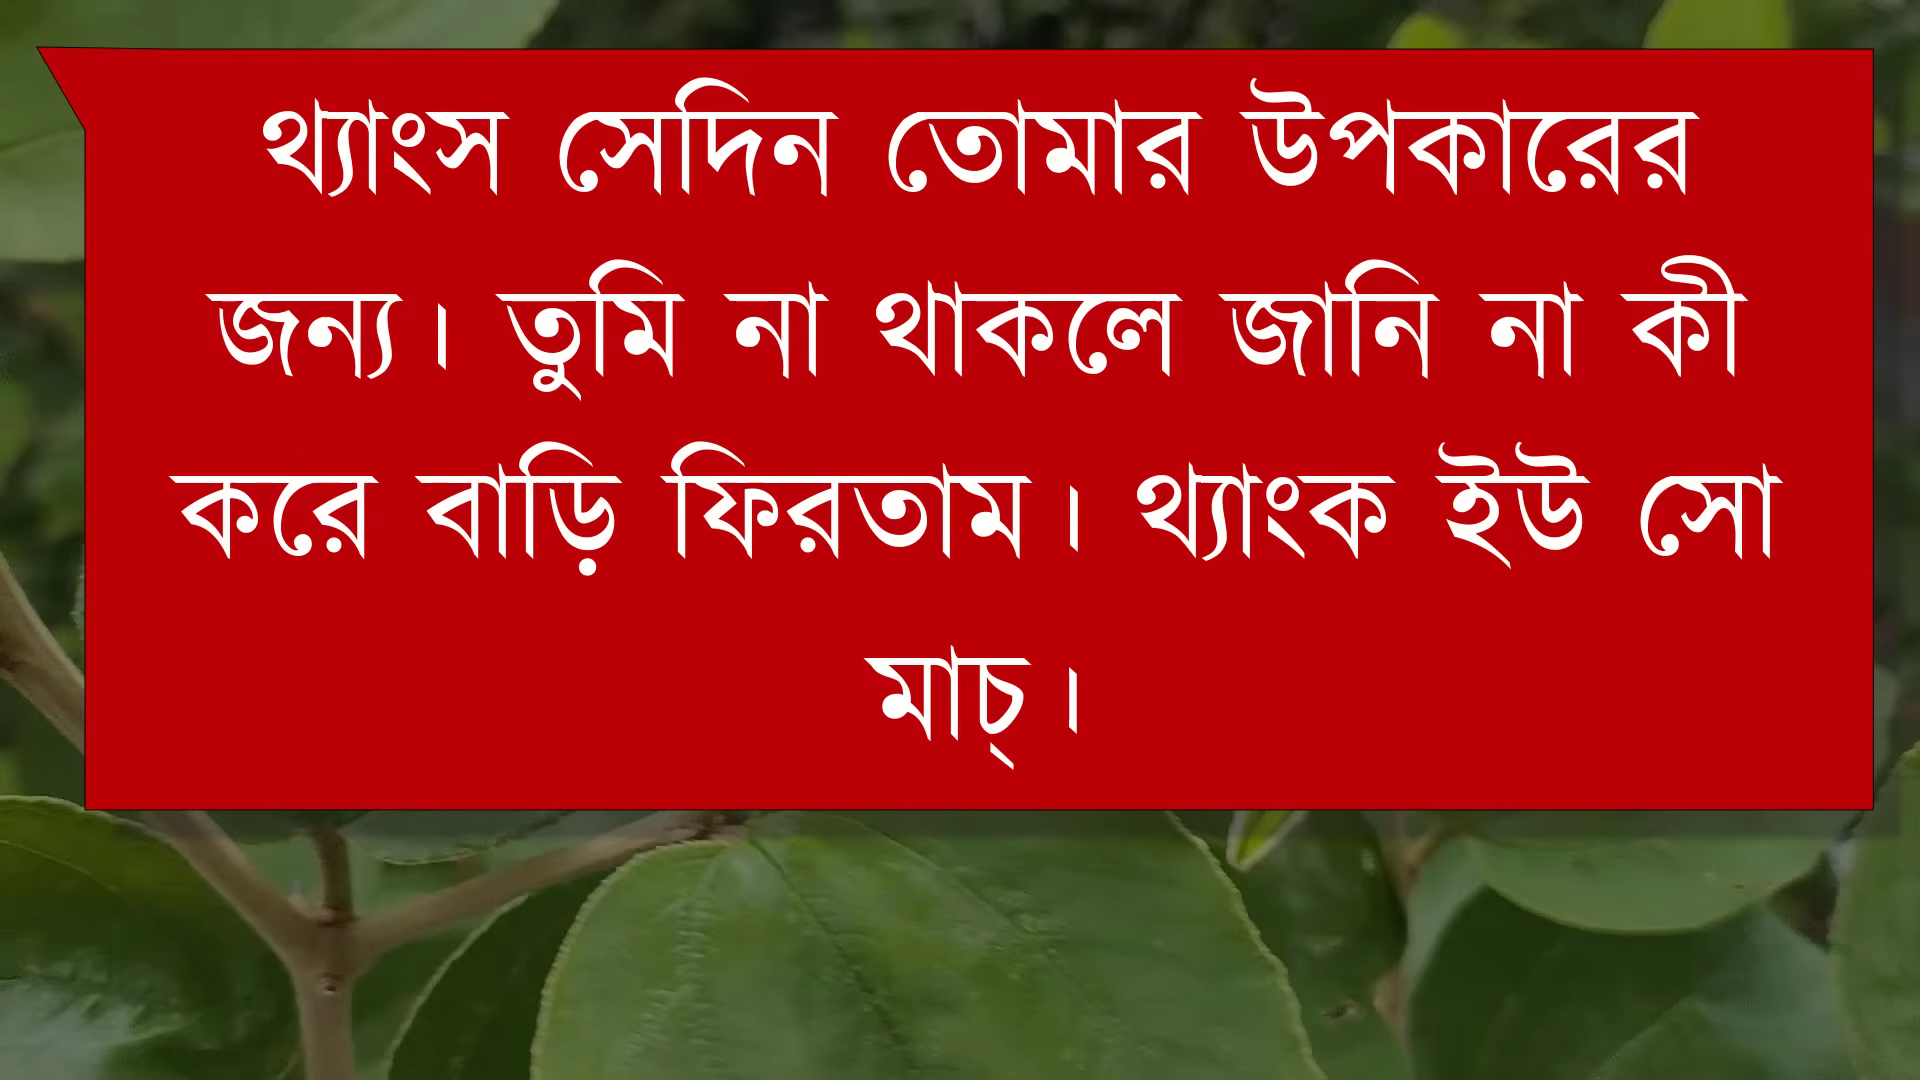 থ্যাংস সেদিন তোমার উপকারের
জন্য। তুমি না থাকলে জানি না কী
করে বাড়ি ফিরতাম। থ্যাংক ইউ সো
মাচ্।